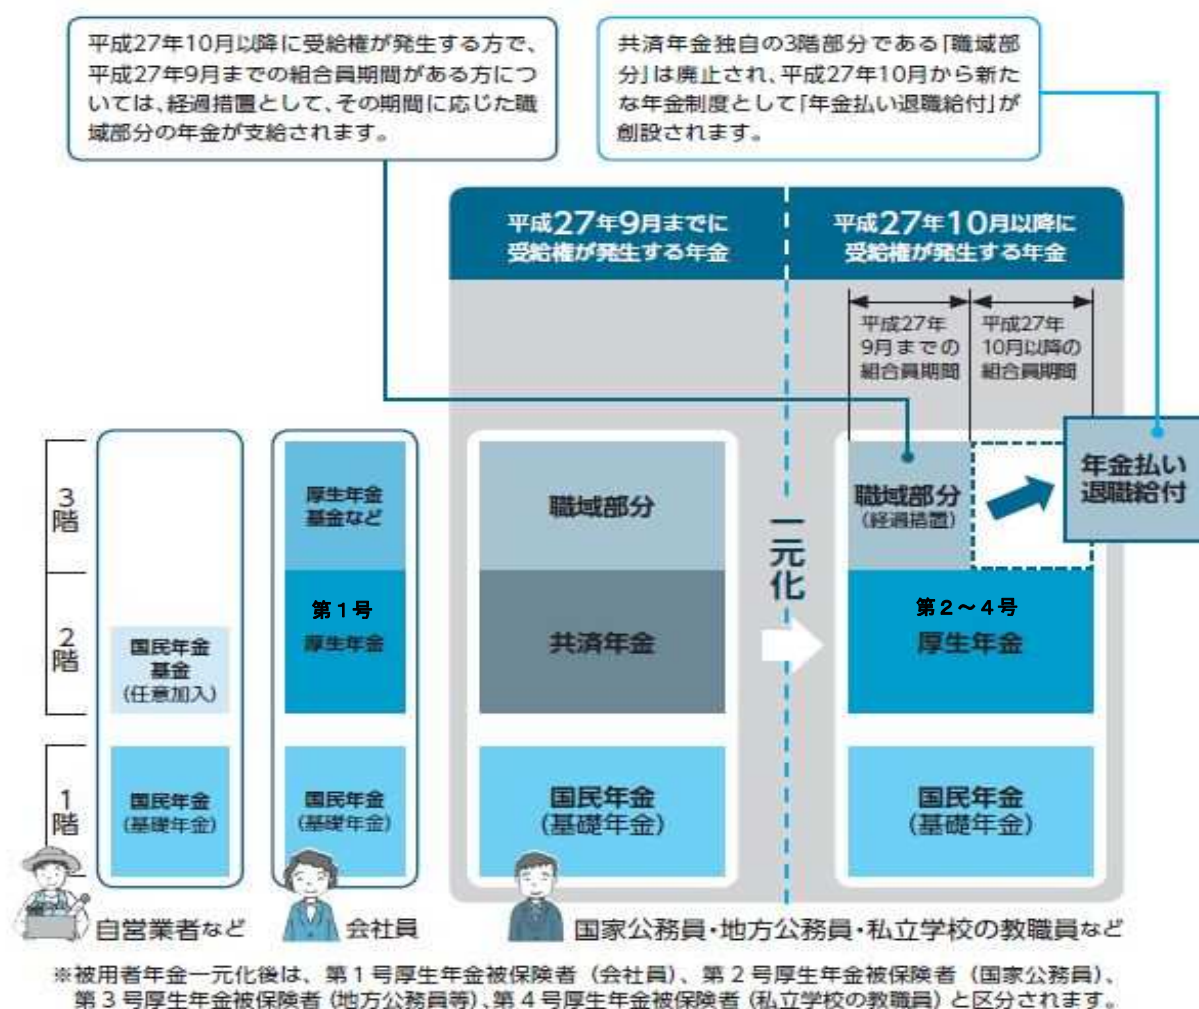 平成27年10月以降に受給権が発生する方で、
平成27年9月までの組合員期間がある方につ
いては、経過措置として、その期間に応じた職
域部分の年金が支給されます。
共済年金独自の3階部分である「職域部
分」は廃止され、平成27年10月から新た
な年金制度として「年金払い退職給付」が
創設されます。
平成27年9月までに
受給権が発生する年金
平成27年10月以降に
受給権が発生する年金
平成27年
9月までの
組合員期間
平成27年
10月以降の
組合員期間
3階
厚生年金
基金など
職域部分
職域部分
(経過措置)
年金払い
退職給付
一元化
2階
国民年金
基金
(任意加入)
第1号
厚生年金
共済年金
第2~4号
厚生年金
1階
国民年金
(基礎年金)
国民年金
(基礎年金)
国民年金
(基礎年金)
国民年金
(基礎年金)
自営業者など
会社員
国家公務員・地方公務員・私立学校の教職員など
※被用者年金一元化後は、第1号厚生年金被保険者(会社員)、第2号厚生年金被保険者(国家公務員)、
第3号厚生年金被保険者(地方公務員等)、第4号厚生年金被保険者(私立学校の教職員)と区分されます。